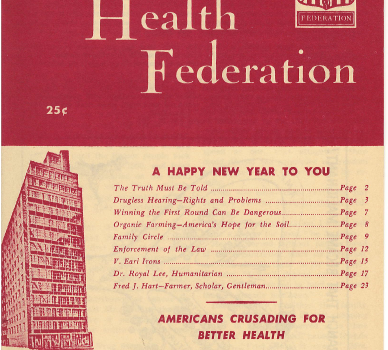 FEDERATION
Health
Federation
25¢
A HAPPY NEW YEAR TO YOU
The Truth Must Be Told ........ Page 2
Drugless Hearing—Rights and Problems ........ Page 3
Winning the First Round Can Be Dangerous ........ Page 7
Organic Farming—America's Hope for the Soil ........ Page 8
Family Circle ........ Page 9
Enforcement of the Law ........ Page 12
V. Earl Irons ........ Page 15
Dr. Royal Lee, Humanitarian ........ Page 17
Fred J. Hart—Farmer, Scholar, Gentleman ........ Page 23
AMERICANS CRUSADING FOR
BETTER HEALTH